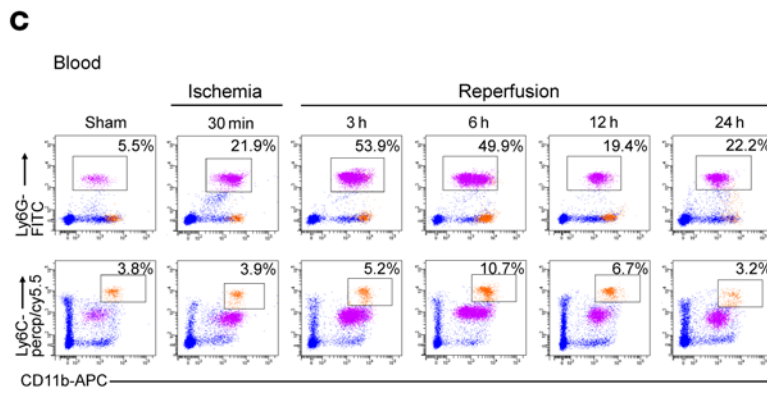 C
Blood
Ischemia Reperfusion
Sham 30 min 3 h 6 h 12 h 24 h
5.5% 21.9% 53.9% 49.9% 19.4% 22.2%
Ly6G-
FITC
3.8% 3.9% 5.2% 10.7% 6.7% 3.2%
Ly6C-
percp/cy5.5
CD11b-APC